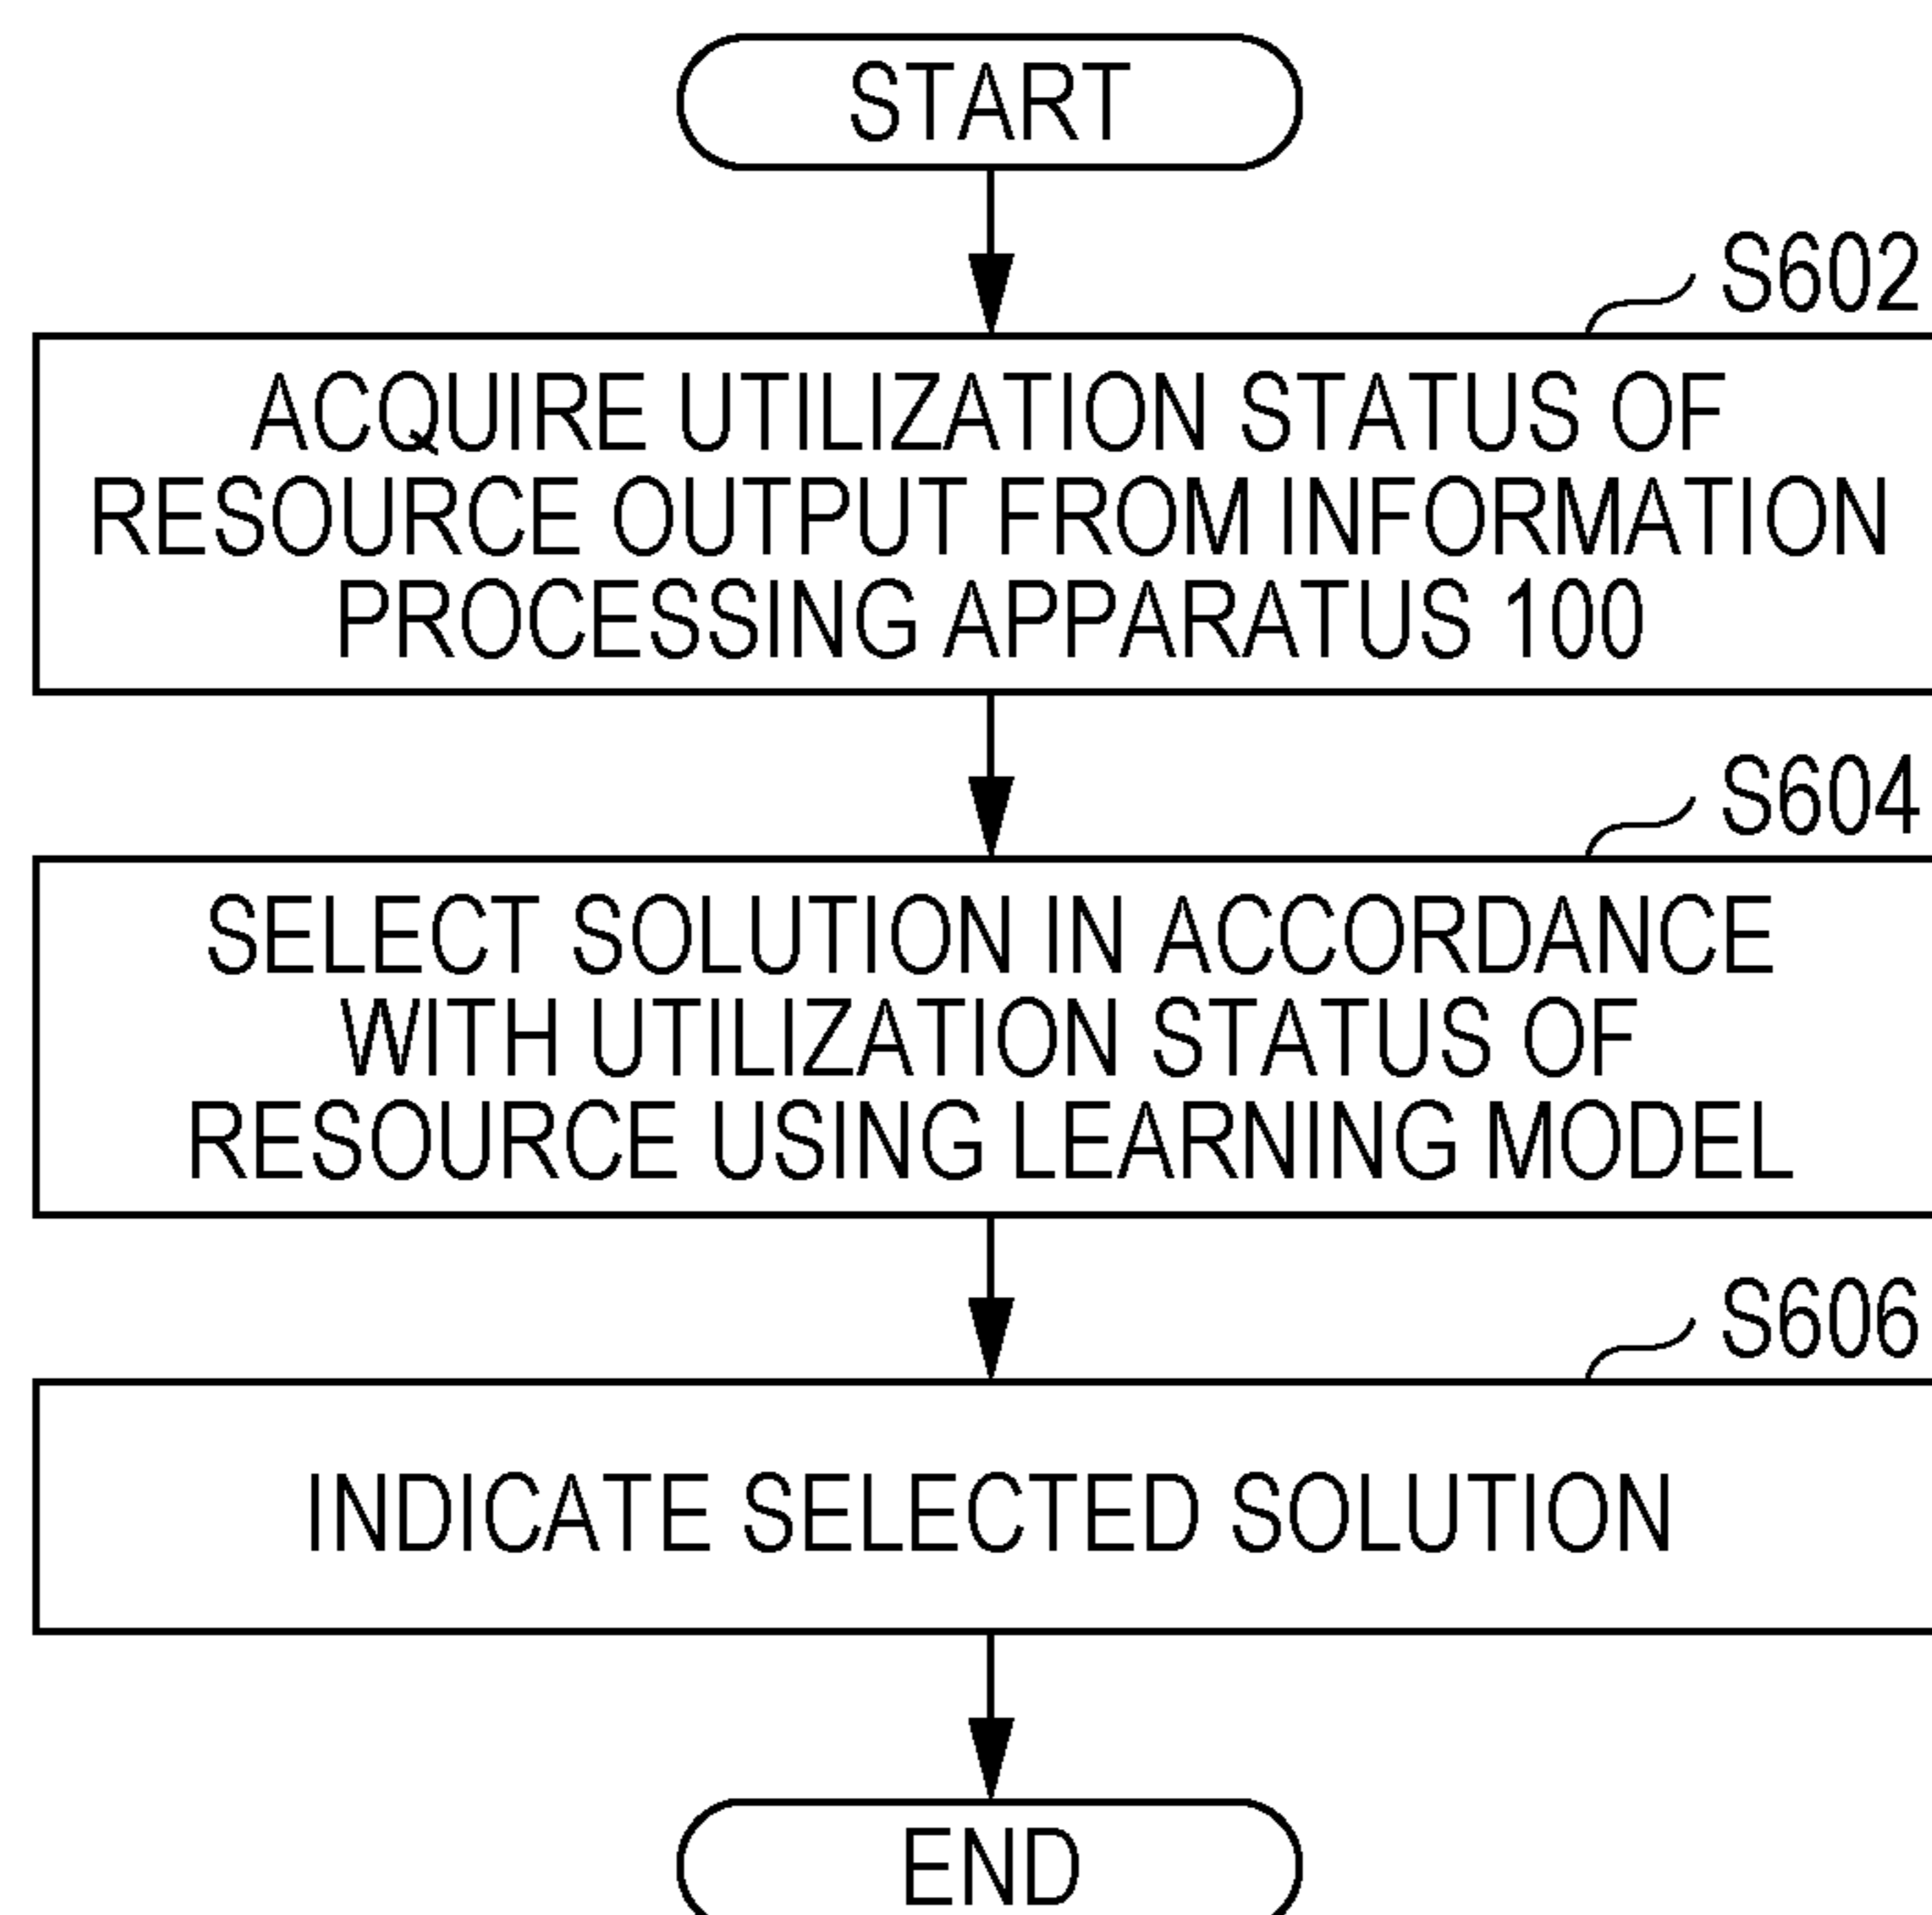 START
S602
ACQUIRE UTILIZATION STATUS OF
RESOURCE OUTPUT FROM INFORMATION
PROCESSING APPARATUS 100
S604
SELECT SOLUTION IN ACCORDANCE
WITH UTILIZATION STATUS OF
RESOURCE USING LEARNING MODEL
S606
INDICATE SELECTED SOLUTION
END